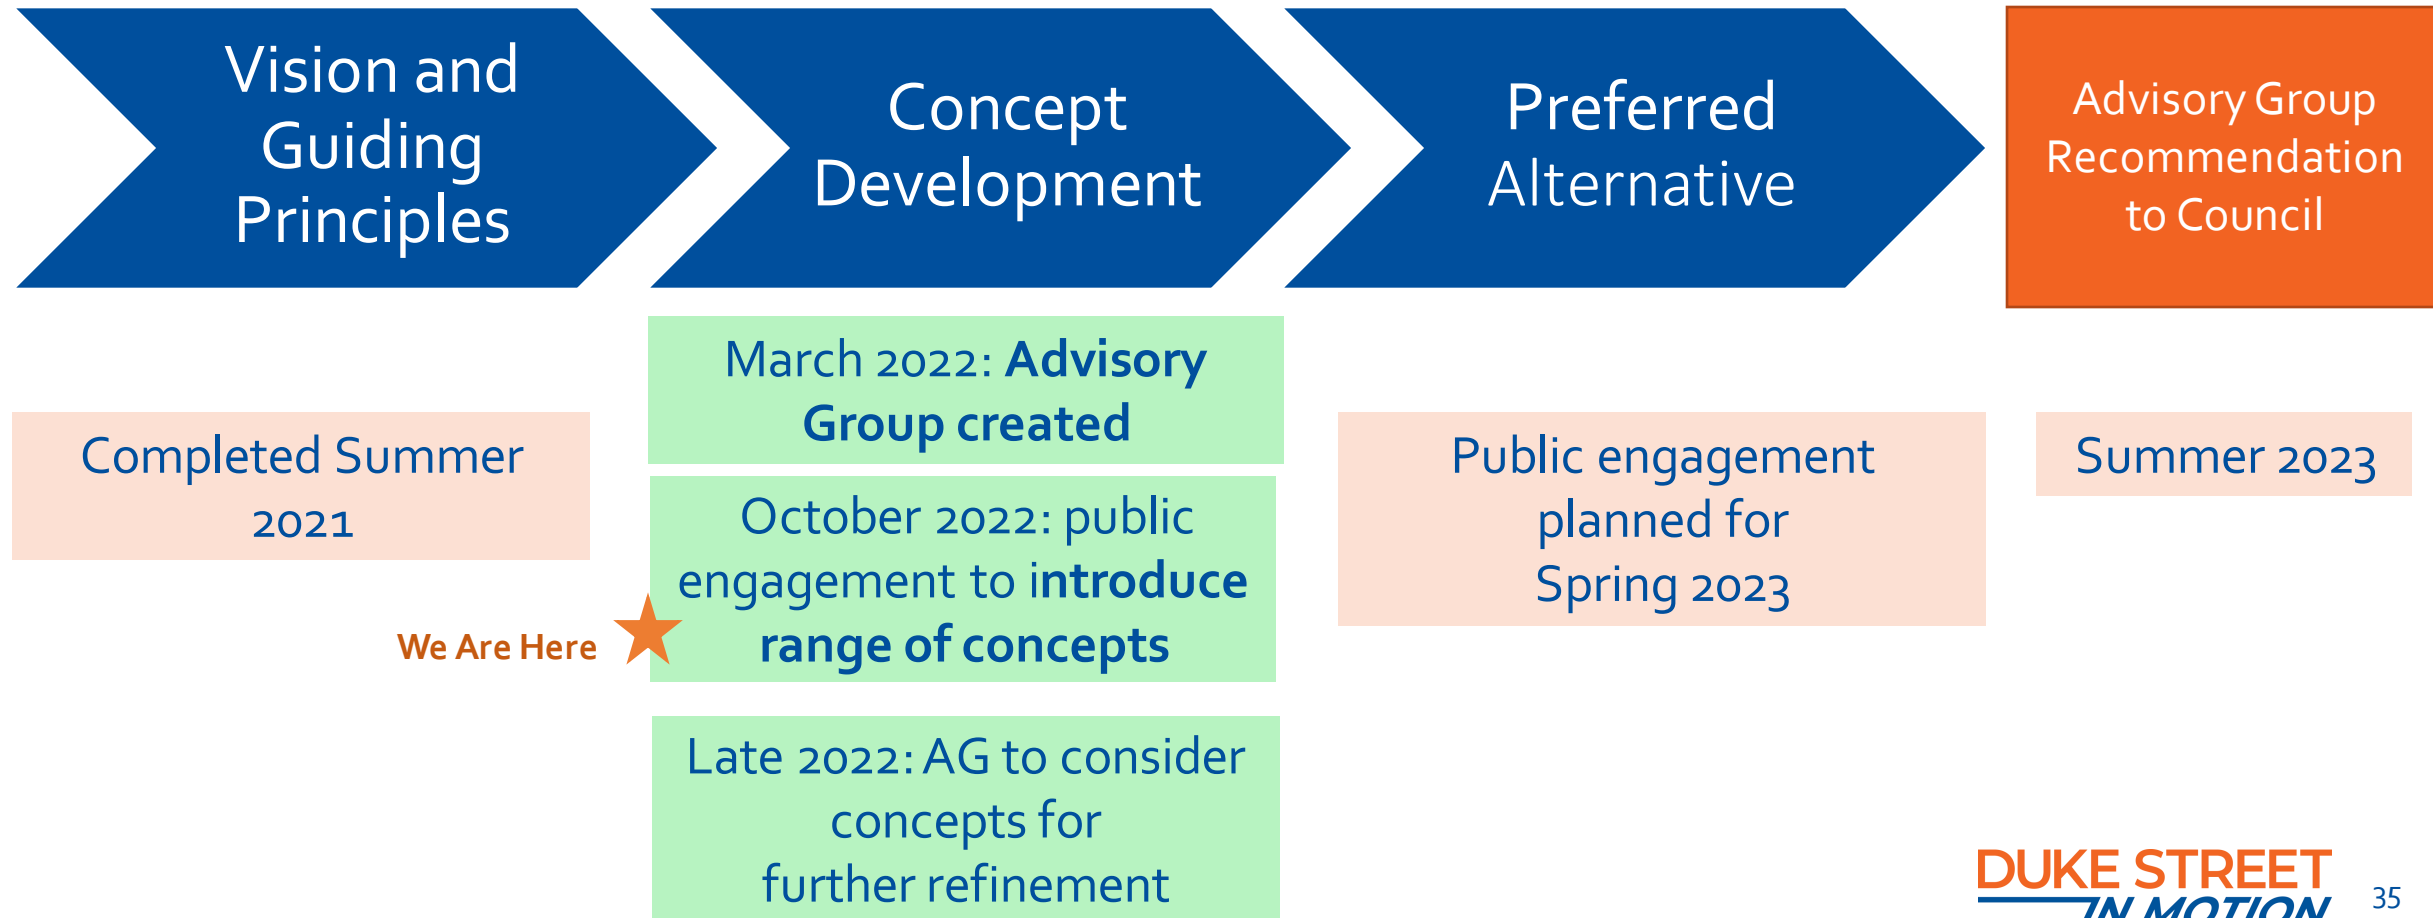 Vision and
Guiding
Principles
Concept
Development
Preferred
Alternative
Advisory Group
Recommendation
to Council
Completed Summer
2021
March 2022: Advisory
Group created
October 2022: public
engagement to introduce
range of concepts
We Are Here
Late 2022: AG to consider
concepts for
further refinement
Public engagement
planned for
Spring 2023
Summer 2023
DUKE STREET
IN MOTION
35